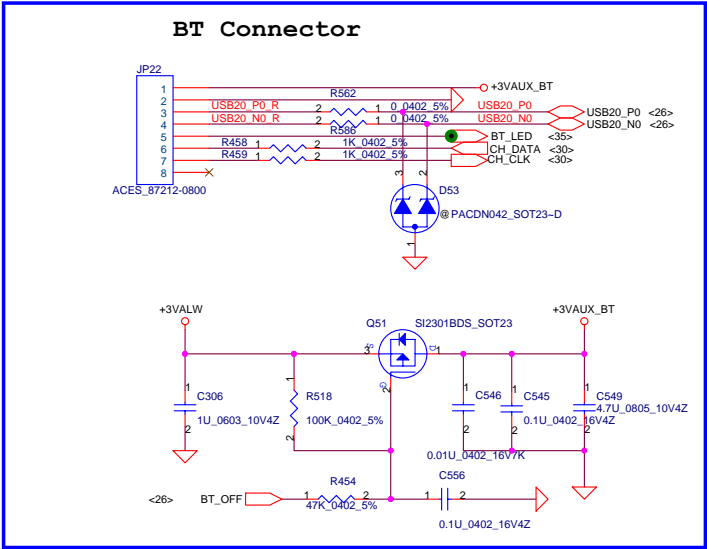 BT Connector
JP22
1
+3VAUX_BT
2
R562
3 USB20_P0_R 2 1 0_0402_5% USB20_P0 USB20_P0 <26>
4 USB20_N0_R 2 1 0_0402_5% USB20_N0 USB20_N0 <26>
5 R586 BT_LED <35>
6 R458 1 2 1K_0402_5% CH_DATA <30>
7 R459 1 2 1K_0402_5% CH_CLK <30>
8
ACES_87212-0800
3 2
D53
@PACDN042_SOT23~D
1
+3VALW
Q51 SI2301BDS_SOT23
+3VAUX_BT
3 S D 1
G
2
1 C306
1U_0603_10V4Z
2
1
R518
100K_0402_5%
2
1 C546
0.01U_0402_16V7K
2
1 C545
0.1U_0402_16V4Z
2
1 C549
4.7U_0805_10V4Z
2
<26> BT_OFF
R454
1 2
47K_0402_5%
C556
1 2
0.1U_0402_16V4Z